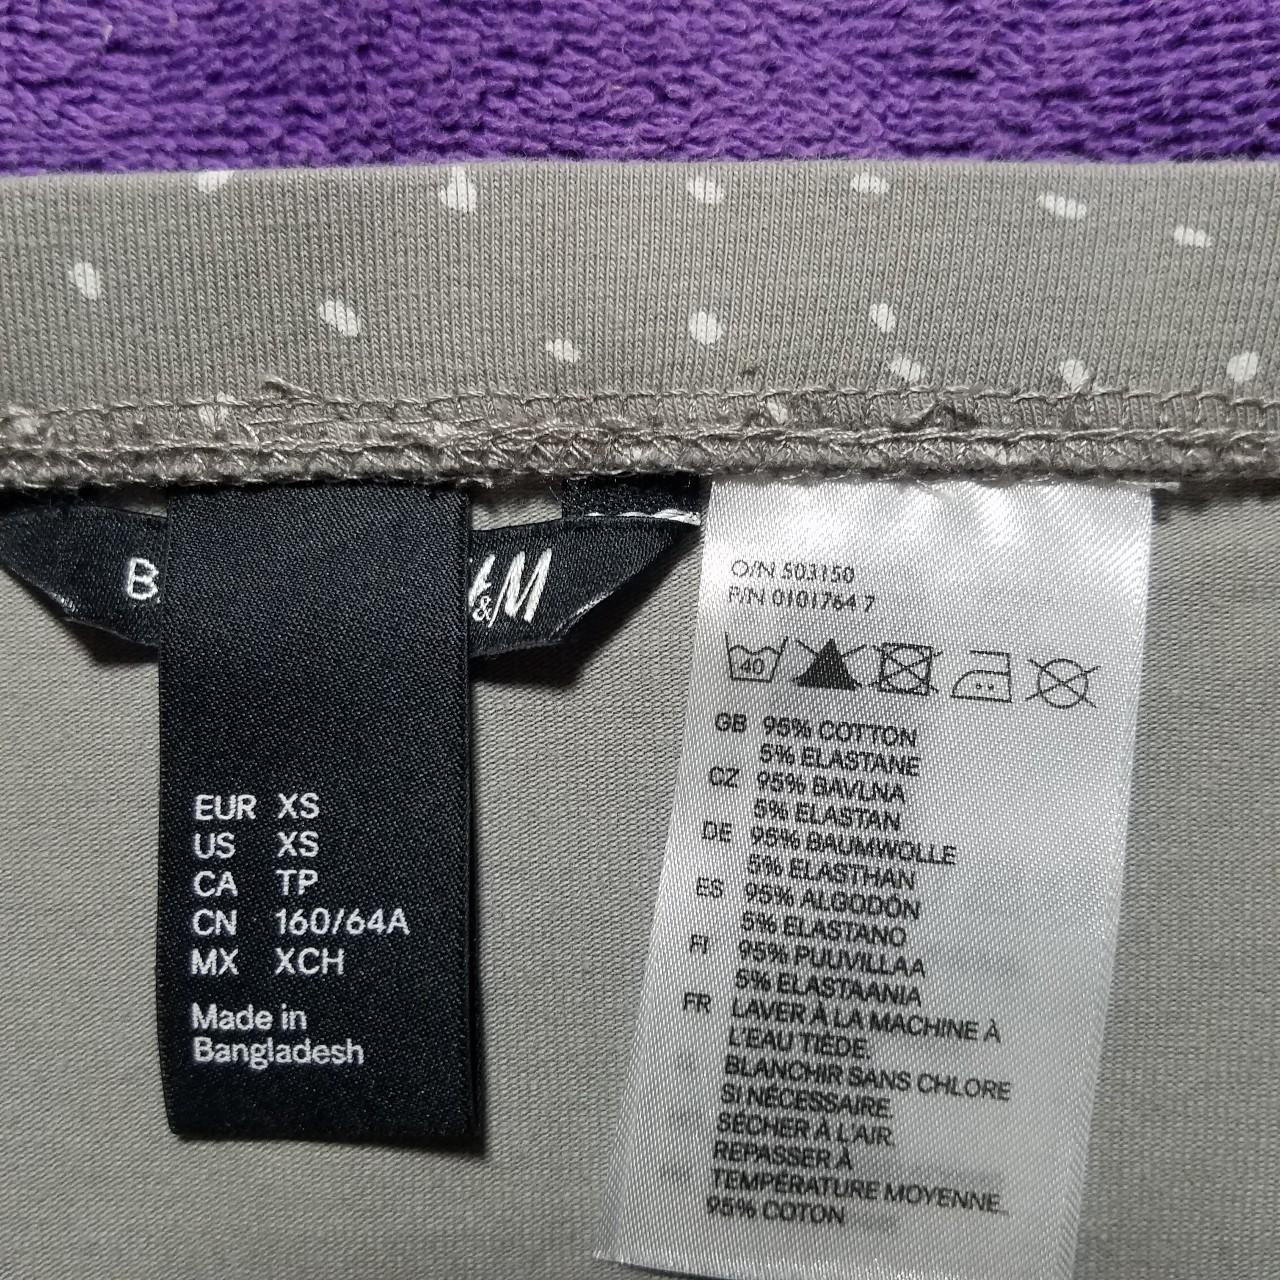 H&M
EUR XS
US XS
CA TP
CN 160/64A
MX XCH
Made in
Bangladesh
O/N 503150
P/N 0101764 7
40
GB 95% COTTON
5% ELASTANE
CZ 95% BAVLNA
5% ELASTAN
DE 95% BAUMWOLLE
5% ELASTHAN
ES 95% ALGODÓN
5% ELASTANO
FI 95% PUUVILLAA
5% ELASTAANIA
FR LAVER À LA MACHINE À
L'EAU TIÈDE.
BLANCHIR SANS CHLORE
SI NÉCESSAIRE.
SÉCHER À L'AIR.
REPASSER À
TEMPÉRATURE MOYENNE.
95% COTON